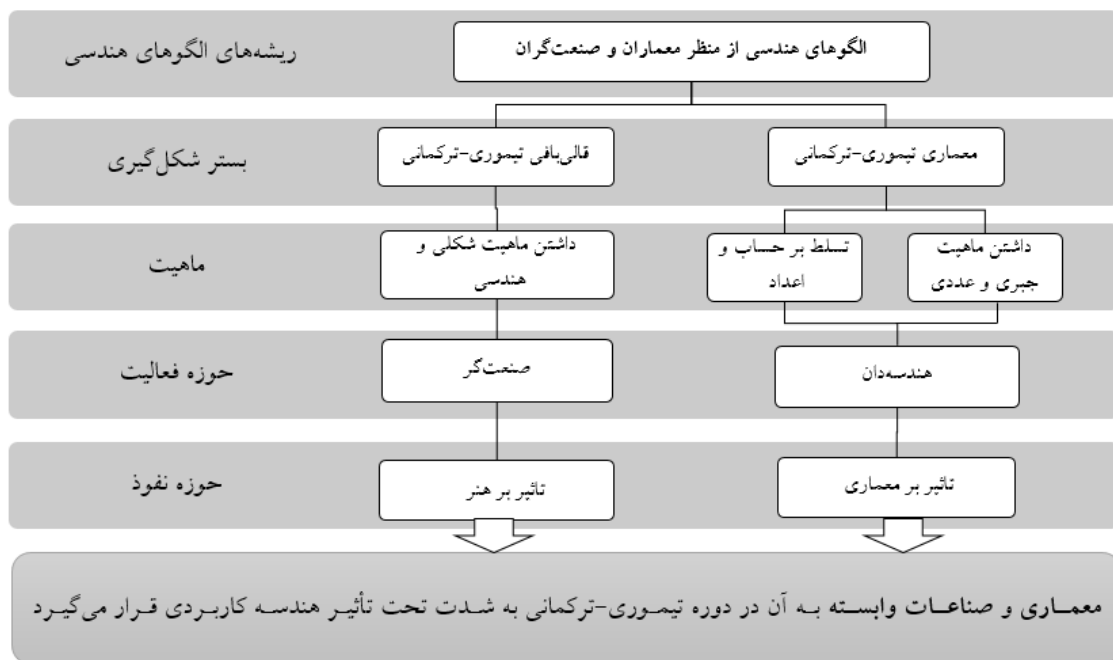 ریشه‌های الگوهای هندسی
الگوهای هندسی از منظر معماران و صنعت‌گران
بستر شکل‌گیری
معماری تیموری-ترکمانی
قالی‌بافی تیموری-ترکمانی
ماهیت
داشتن ماهیت
جبری و عددی
تسلط بر حساب و
اعداد
داشتن ماهیت شکلی و
هندسی
حوزه فعالیت
هندسه‌دان
صنعت‌گر
حوزه نفوذ
تاثیر بر معماری
تاثیر بر هنر
معماری و صناعات وابسته به آن در دوره تیموری-ترکمانی به شدت تحت تأثیر هندسه کاربردی قرار می‌گیرد